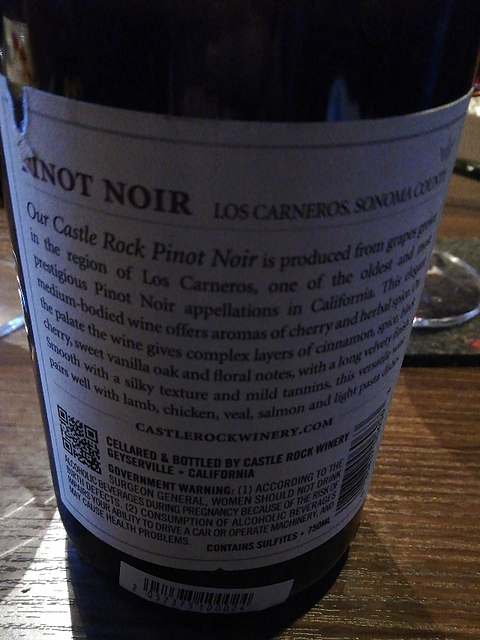 PINOT NOIR LOS CARNEROS, SONOMA COUNTY
Our Castle Rock Pinot Noir is produced from grapes grown
in the region of Los Carneros, one of the oldest and most
prestigious Pinot Noir appellations in California. This elegant
medium-bodied wine offers aromas of cherry and herbal spice. On
the palate the wine gives complex layers of cinnamon, spice, black
cherry, sweet vanilla oak and floral notes, with a long velvety finish.
Smooth with a silky texture and mild tannins, this versatile wine
pairs well with lamb, chicken, veal, salmon and light pasta dishes.
CASTLEROCKWINERY.COM
CELLARED & BOTTLED BY CASTLE ROCK WINERY
GEYSERVILLE • CALIFORNIA
GOVERNMENT WARNING: (1) ACCORDING TO THE
SURGEON GENERAL, WOMEN SHOULD NOT DRINK
ALCOHOLIC BEVERAGES DURING PREGNANCY BECAUSE OF THE RISK OF
BIRTH DEFECTS. (2) CONSUMPTION OF ALCOHOLIC BEVERAGES
IMPAIRS YOUR ABILITY TO DRIVE A CAR OR OPERATE MACHINERY, AND
MAY CAUSE HEALTH PROBLEMS.
CONTAINS SULFITES • 750ML